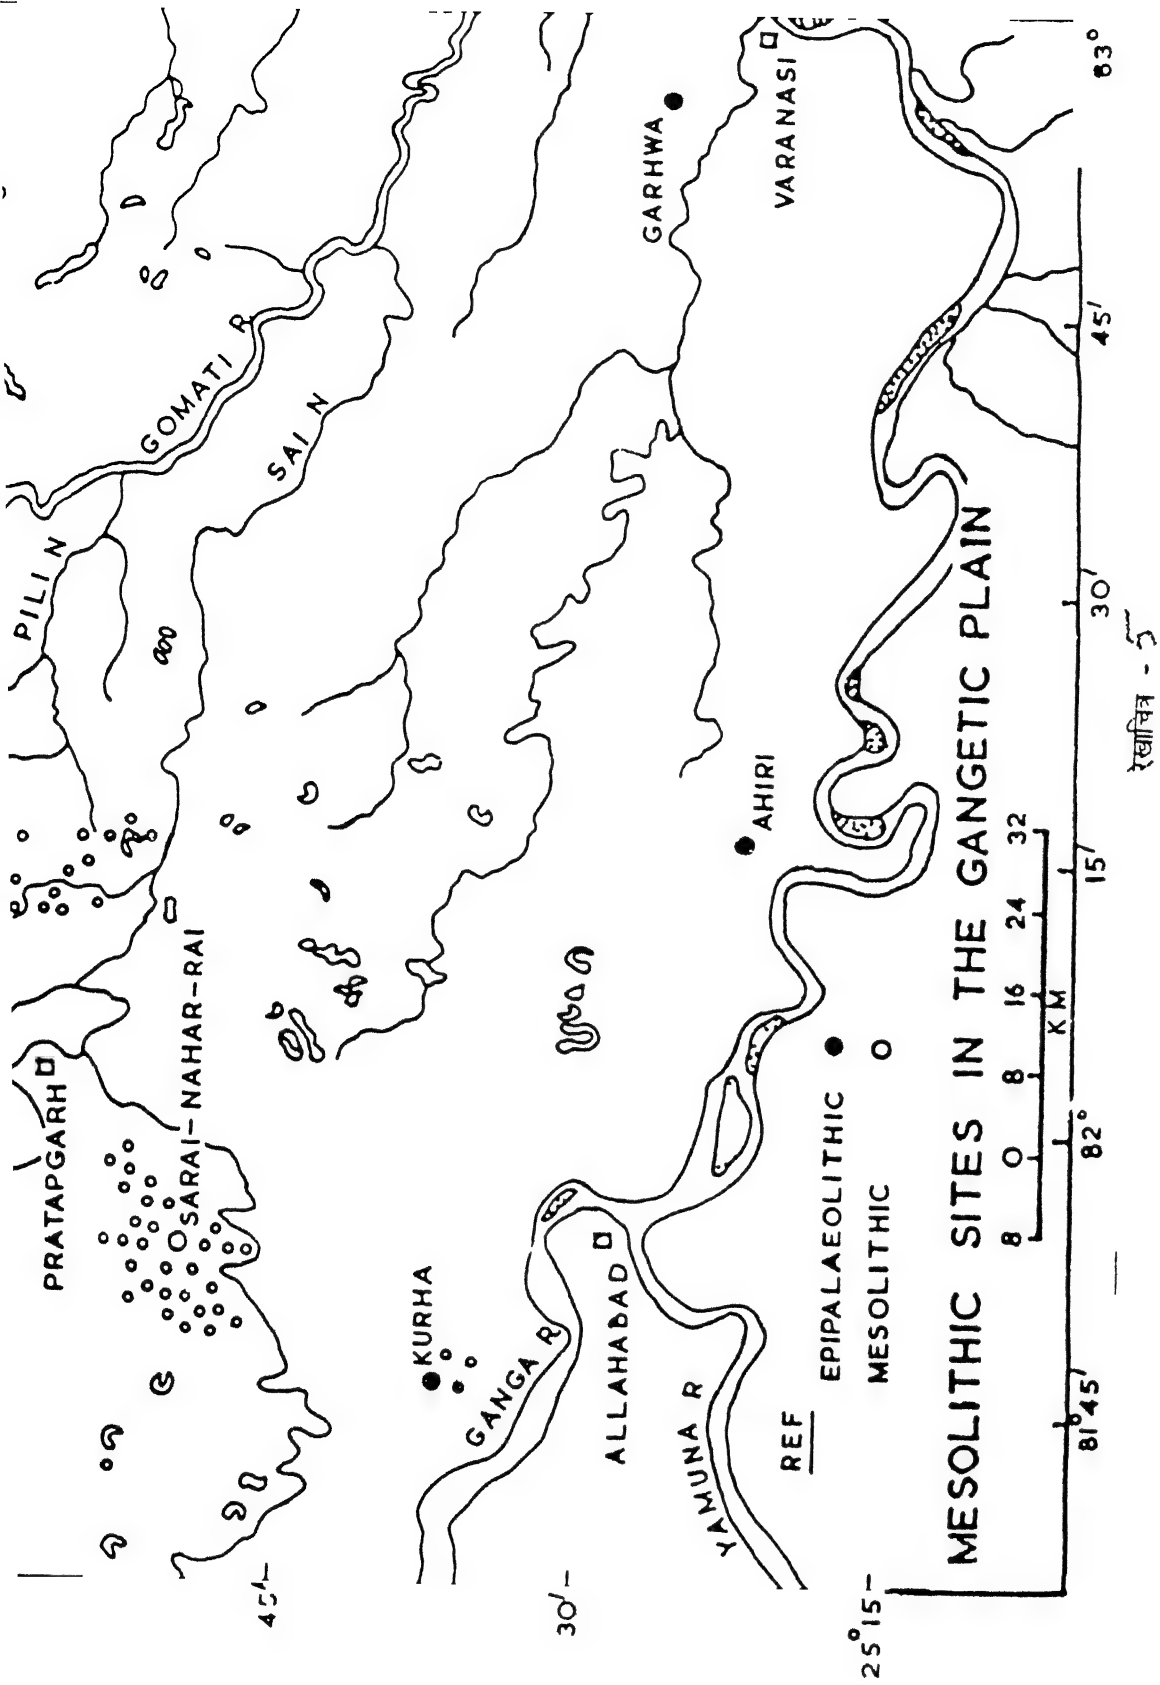 PILI N
GOMATI R
SAI N
PRATAPGARH
SARAI-NAHAR-RAI
KURHA
GARHWA
GANGA R
ALLAHABAD
AHIRI
VARANASI
YAMUNA R
REF
EPIPALAEOLITHIC
MESOLITHIC
MESOLITHIC SITES IN THE GANGETIC PLAIN
8 0 8 16 24 32
KM
45'
30'
25°15'
81°45'
82°
15'
30'
45'
83°
रेखाचित्र - 5